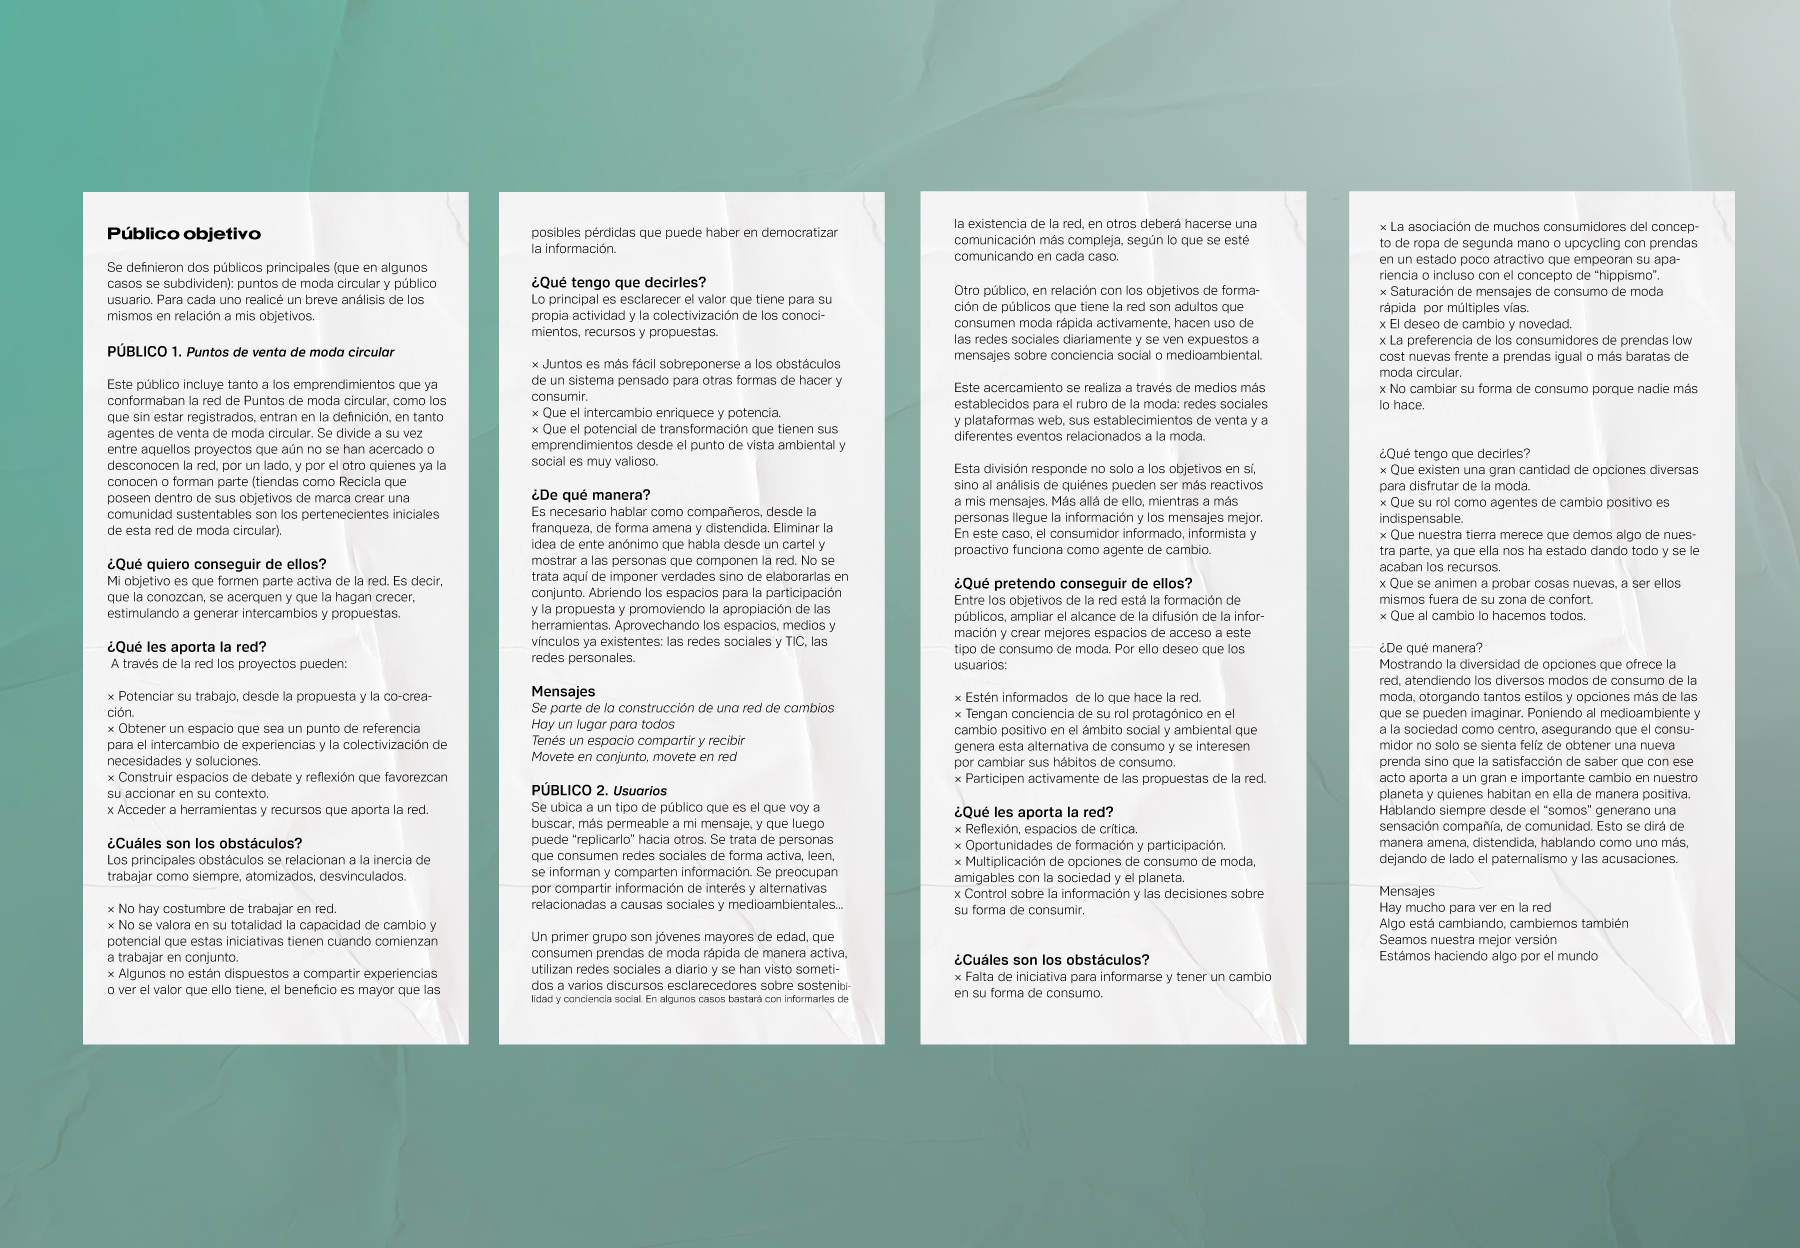 Público objetivo
Se definieron dos públicos principales (que en algunos
casos se subdividen): puntos de moda circular y público
usuario. Para cada uno realicé un breve análisis de los
mismos en relación a mis objetivos.
PÚBLICO 1. Puntos de venta de moda circular
Este público incluye tanto a los emprendimientos que ya
conformaban la red de Puntos de moda circular, como los
que sin estar registrados, entran en la definición, en tanto
agentes de venta de moda circular. Se divide a su vez
entre aquellos proyectos que aún no se han acercado o
desconocen la red, por un lado, y por el otro quienes ya la
conocen o forman parte (tiendas como Recicla que
poseen dentro de sus objetivos de marca crear una
comunidad sustentables son los pertenecientes iniciales
de esta red de moda circular).
¿Qué quiero conseguir de ellos?
Mi objetivo es que formen parte activa de la red. Es decir,
que la conozcan, se acerquen y que la hagan crecer,
estimulando a generar intercambios y propuestas.
¿Qué les aporta la red?
A través de la red los proyectos pueden:
× Potenciar su trabajo, desde la propuesta y la co-crea-
ción.
× Obtener un espacio que sea un punto de referencia
para el intercambio de experiencias y la colectivización de
necesidades y soluciones.
× Construir espacios de debate y reflexión que favorezcan
su accionar en su contexto.
x Acceder a herramientas y recursos que aporta la red.
¿Cuáles son los obstáculos?
Los principales obstáculos se relacionan a la inercia de
trabajar como siempre, atomizados, desvinculados.
× No hay costumbre de trabajar en red.
× No se valora en su totalidad la capacidad de cambio y
potencial que estas iniciativas tienen cuando comienzan
a trabajar en conjunto.
× Algunos no están dispuestos a compartir experiencias
o ver el valor que ello tiene, el beneficio es mayor que las
posibles pérdidas que puede haber en democratizar
la información.
¿Qué tengo que decirles?
Lo principal es esclarecer el valor que tiene para su
propia actividad y la colectivización de los conoci-
mientos, recursos y propuestas.
× Juntos es más fácil sobreponerse a los obstáculos
de un sistema pensado para otras formas de hacer y
consumir.
× Que el intercambio enriquece y potencia.
× Que el potencial de transformación que tienen sus
emprendimientos desde el punto de vista ambiental y
social es muy valioso.
¿De qué manera?
Es necesario hablar como compañeros, desde la
franqueza, de forma amena y distendida. Eliminar la
idea de ente anónimo que habla desde un cartel y
mostrar a las personas que componen la red. No se
trata aquí de imponer verdades sino de elaborarlas en
conjunto. Abriendo los espacios para la participación
y la propuesta y promoviendo la apropiación de las
herramientas. Aprovechando los espacios, medios y
vínculos ya existentes: las redes sociales y TIC, las
redes personales.
Mensajes
Se parte de la construcción de una red de cambios
Hay un lugar para todos
Tenés un espacio compartir y recibir
Movete en conjunto, movete en red
PÚBLICO 2. Usuarios
Se ubica a un tipo de público que es el que voy a
buscar, más permeable a mi mensaje, y que luego
puede “replicarlo” hacia otros. Se trata de personas
que consumen redes sociales de forma activa, leen,
se informan y comparten información. Se preocupan
por compartir información de interés y alternativas
relacionadas a causas sociales y medioambientales...
Un primer grupo son jóvenes mayores de edad, que
consumen prendas de moda rápida de manera activa,
utilizan redes sociales a diario y se han visto someti-
dos a varios discursos esclarecedores sobre sostenibi-
lidad y conciencia social. En algunos casos bastará con informarles de
la existencia de la red, en otros deberá hacerse una
comunicación más compleja, según lo que se esté
comunicando en cada caso.
Otro público, en relación con los objetivos de forma-
ción de públicos que tiene la red son adultos que
consumen moda rápida activamente, hacen uso de
las redes sociales diariamente y se ven expuestos a
mensajes sobre conciencia social o medioambiental.
Este acercamiento se realiza a través de medios más
establecidos para el rubro de la moda: redes sociales
y plataformas web, sus establecimientos de venta y a
diferentes eventos relacionados a la moda.
Esta división responde no solo a los objetivos en sí,
sino al análisis de quiénes pueden ser más reactivos
a mis mensajes. Más allá de ello, mientras a más
personas llegue la información y los mensajes mejor.
En este caso, el consumidor informado, informista y
proactivo funciona como agente de cambio.
¿Qué pretendo conseguir de ellos?
Entre los objetivos de la red está la formación de
públicos, ampliar el alcance de la difusión de la infor-
mación y crear mejores espacios de acceso a este
tipo de consumo de moda. Por ello deseo que los
usuarios:
× Estén informados de lo que hace la red.
× Tengan conciencia de su rol protagónico en el
cambio positivo en el ámbito social y ambiental que
genera esta alternativa de consumo y se interesen
por cambiar sus hábitos de consumo.
× Participen activamente de las propuestas de la red.
¿Qué les aporta la red?
× Reflexión, espacios de crítica.
× Oportunidades de formación y participación.
× Multiplicación de opciones de consumo de moda,
amigables con la sociedad y el planeta.
x Control sobre la información y las decisiones sobre
su forma de consumir.
¿Cuáles son los obstáculos?
× Falta de iniciativa para informarse y tener un cambio
en su forma de consumo.
× La asociación de muchos consumidores del concep-
to de ropa de segunda mano o upcycling con prendas
en un estado poco atractivo que empeoran su apa-
riencia o incluso con el concepto de “hippismo”.
× Saturación de mensajes de consumo de moda
rápida por múltiples vías.
x El deseo de cambio y novedad.
x La preferencia de los consumidores de prendas low
cost nuevas frente a prendas igual o más baratas de
moda circular.
× No cambiar su forma de consumo porque nadie más
lo hace.
¿Qué tengo que decirles?
× Que existen una gran cantidad de opciones diversas
para disfrutar de la moda.
× Que su rol como agentes de cambio positivo es
indispensable.
× Que nuestra tierra merece que demos algo de nues-
tra parte, ya que ella nos ha estado dando todo y se le
acaban los recursos.
x Que se animen a probar cosas nuevas, a ser ellos
mismos fuera de su zona de confort.
× Que al cambio lo hacemos todos.
¿De qué manera?
Mostrando la diversidad de opciones que ofrece la
red, atendiendo los diversos modos de consumo de la
moda, otorgando tantos estilos y opciones más de las
que se pueden imaginar. Poniendo al medioambiente y
a la sociedad como centro, asegurando que el consu-
midor no solo se sienta felíz de obtener una nueva
prenda sino que la satisfacción de saber que con ese
acto aporta a un gran e importante cambio en nuestro
planeta y quienes habitan en ella de manera positiva.
Hablando siempre desde el “somos” generano una
sensación compañía, de comunidad. Esto se dirá de
manera amena, distendida, hablando como uno más,
dejando de lado el paternalismo y las acusaciones.
Mensajes
Hay mucho para ver en la red
Algo está cambiando, cambiemos también
Seamos nuestra mejor versión
Estámos haciendo algo por el mundo